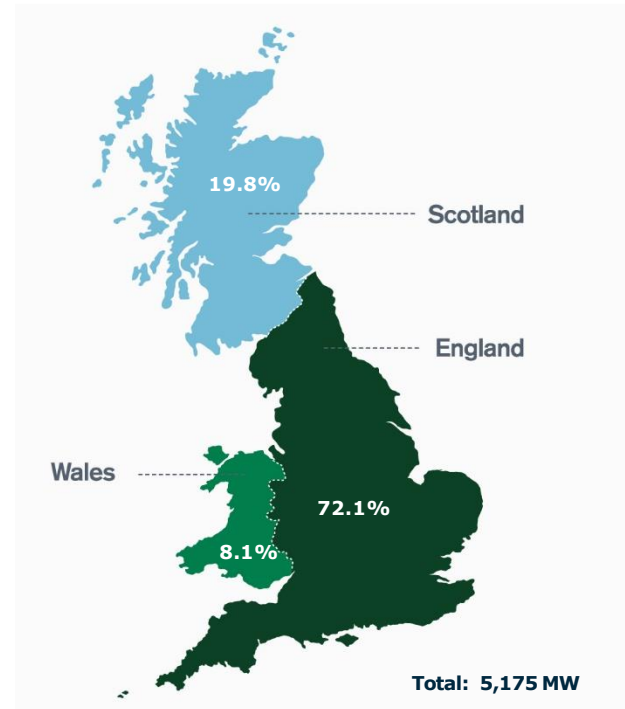 19.8%
Scotland
England
Wales
72.1%
8.1%
Total: 5,175 MW